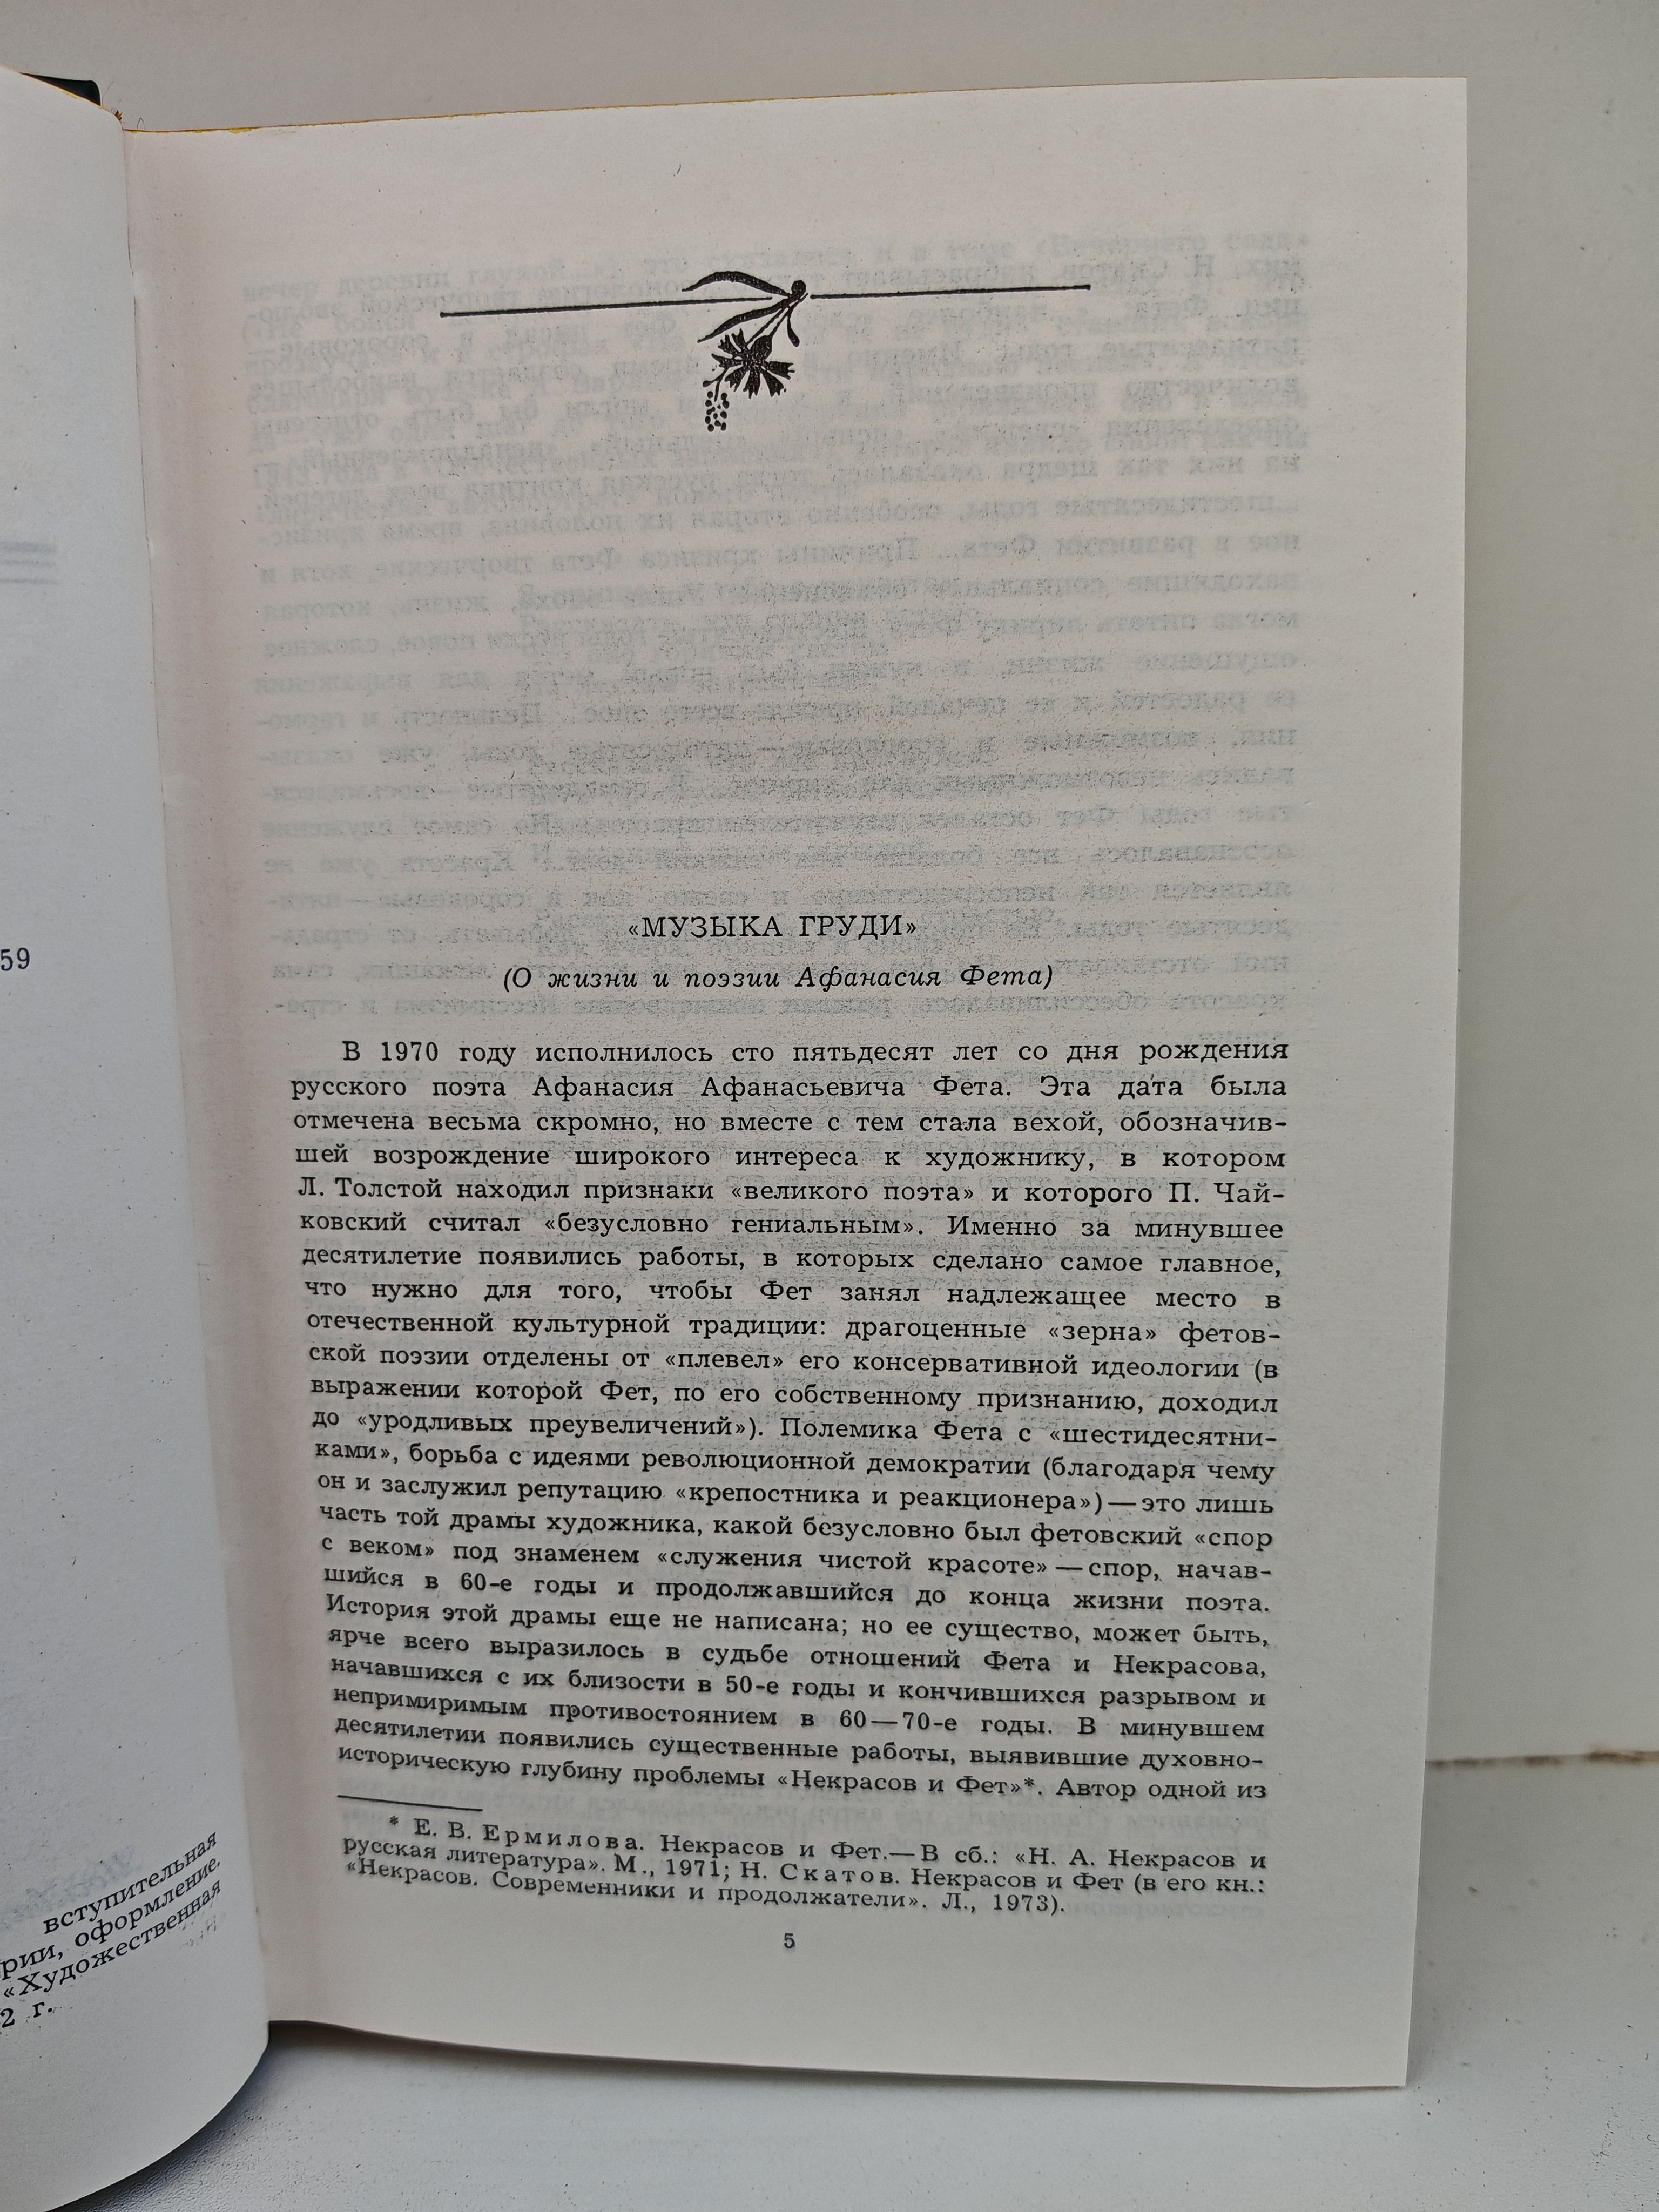 59
вступительная
рии, оформление.
«Художественная
2 г.
«МУЗЫКА ГРУДИ»
(О жизни и поэзии Афанасия Фета)
В 1970 году исполнилось сто пятьдесят лет со дня рождения
русского поэта Афанасия Афанасьевича Фета. Эта дата была
отмечена весьма скромно, но вместе с тем стала вехой, обозначив-
шей возрождение широкого интереса к художнику, в котором
Л. Толстой находил признаки «великого поэта» и которого П. Чай-
ковский считал «безусловно гениальным». Именно за минувшее
десятилетие появились работы, в которых сделано самое главное,
что нужно для того, чтобы Фет занял надлежащее место в
отечественной культурной традиции: драгоценные «зерна» фетов-
ской поэзии отделены от «плевел» его консервативной идеологии (в
выражении которой Фет, по его собственному признанию, доходил
до «уродливых преувеличений»). Полемика Фета с «шестидесятни-
ками», борьба с идеями революционной демократии (благодаря чему
он и заслужил репутацию «крепостника и реакционера») — это лишь
часть той драмы художника, какой безусловно был фетовский «спор
с веком» под знаменем «служения чистой красоте» — спор, начав-
шийся в 60-е годы и продолжавшийся до конца жизни поэта.
История этой драмы еще не написана; но ее существо, может быть,
ярче всего выразилось в судьбе отношений Фета и Некрасова,
начавшихся с их близости в 50-е годы и кончившихся разрывом и
непримиримым противостоянием в 60 — 70-е годы. В минувшем
десятилетии появились существенные работы, выявившие духовно-
историческую глубину проблемы «Некрасов и Фет»*. Автор одной из
* Е. В. Ермилова. Некрасов и Фет.— В сб.: «Н. А. Некрасов и
русская литература». М., 1971; Н. Скатов. Некрасов и Фет (в его кн.:
«Некрасов. Современники и продолжатели». Л., 1973).
5